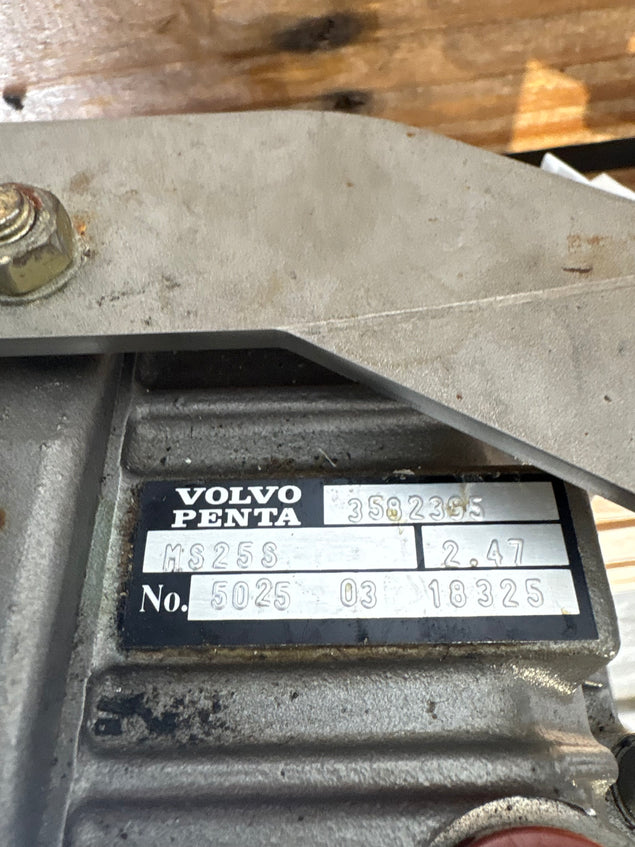 VOLVO
PENTA
3582395
MS25S 2.47
No. 5025 03 18325